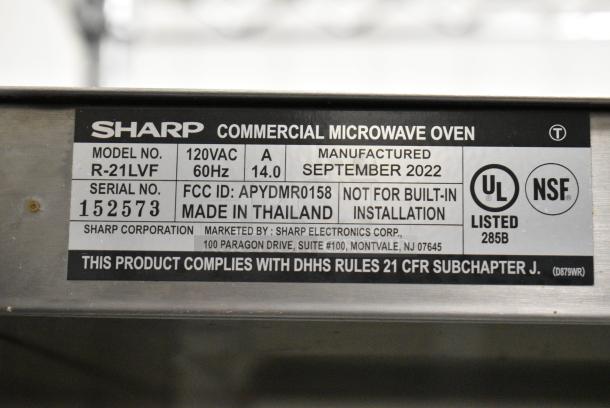 SHARP COMMERCIAL MICROWAVE OVEN T
MODEL NO. R-21LVF
120VAC 60Hz
A 14.0
MANUFACTURED SEPTEMBER 2022
SERIAL NO. 152573
FCC ID: APYDMR0158
MADE IN THAILAND
NOT FOR BUILT-IN INSTALLATION
SHARP CORPORATION
MARKETED BY : SHARP ELECTRONICS CORP.,
100 PARAGON DRIVE, SUITE #100, MONTVALE, NJ 07645
UL
LISTED
285B
NSF
THIS PRODUCT COMPLIES WITH DHHS RULES 21 CFR SUBCHAPTER J. (D879WR)